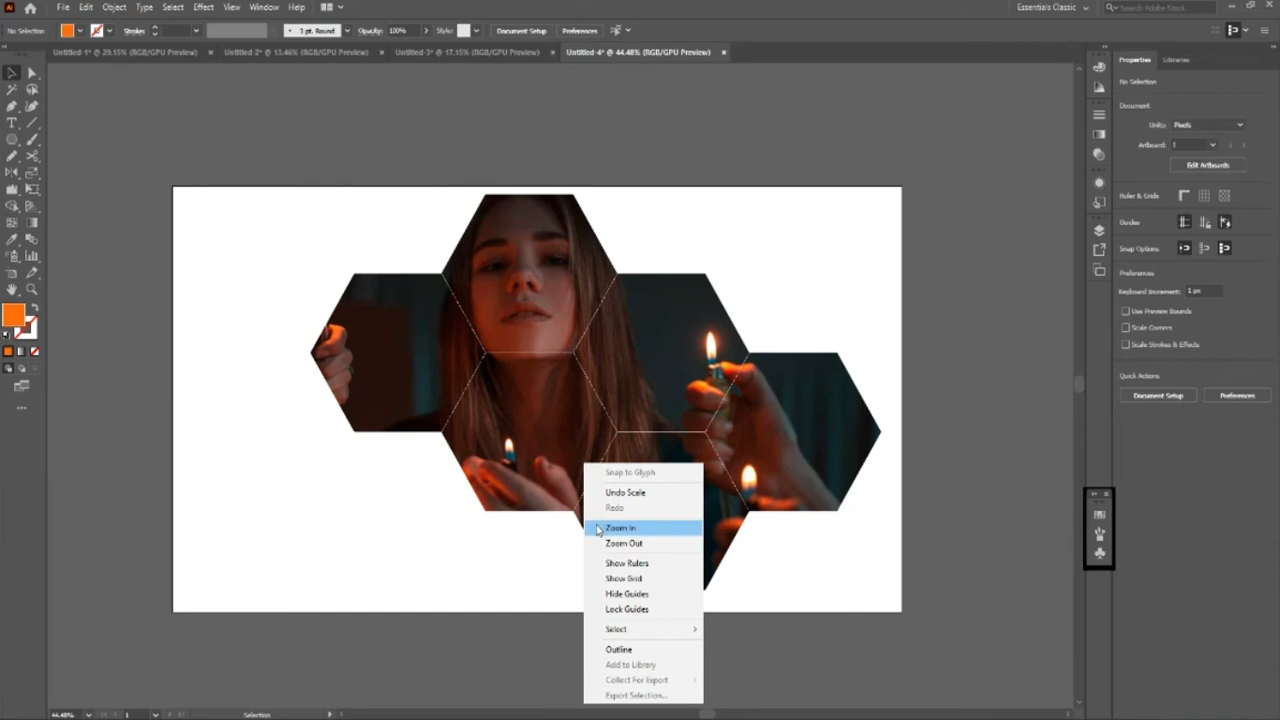 Ai File Edit Object Type Select Effect View Window Help Essentials Classic Search Adobe Stock
No Selection Stroke: 3 pt. Round Opacity: 100% Style: Document Setup Preferences
Untitled-1* @ 29.15% (RGB/GPU Preview) × Untitled-2* @ 13.46% (RGB/GPU Preview) × Untitled-3* @ 17.15% (RGB/GPU Preview) × Untitled-4* @ 44.48% (RGB/GPU Preview) ×
Properties Libraries
No Selection
Document
Units: Pixels
Artboard: 1
Edit Artboards
Ruler & Grids
Guides
Snap Options
Preferences
Keyboard Increment: 1 px
Use Preview Bounds
Scale Corners
Scale Strokes & Effects
Quick Actions
Document Setup Preferences
Snap to Glyph
Undo Scale
Redo
Zoom In
Zoom Out
Show Rulers
Show Grid
Hide Guides
Lock Guides
Select
Outline
Add to Library
Collect For Export
Export Selection...
44.48% 1 Selection